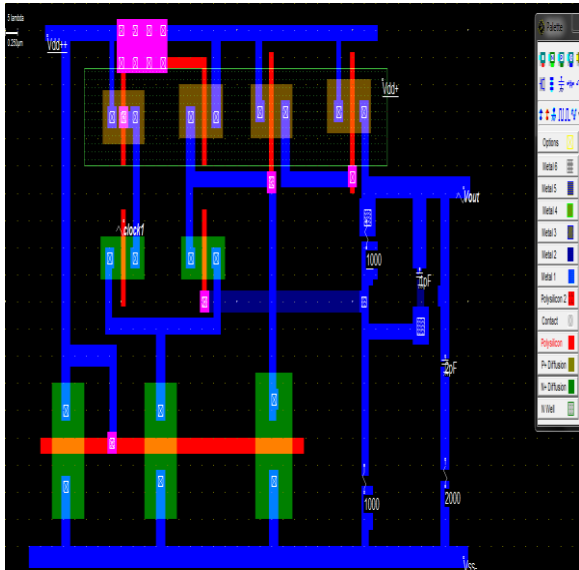 5 lambda
0.250µm
Vdd++
Vdd+
clock1
Vout
1000
1pF
2pF
1000
2000
Vss-
Palette
Options
Metal 6
Metal 5
Metal 4
Metal 3
Metal 2
Metal 1
Polysilicon 2
Contact
Polysilicon
P+ Diffusion
N+ Diffusion
N Well